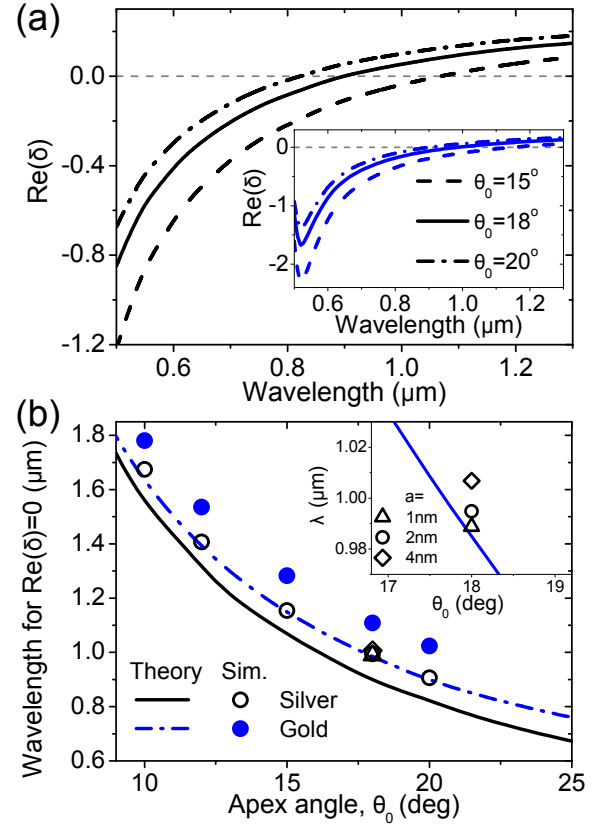 (a)
0.0
-0.4
-0.8
-1.2
Re(δ)
0.6 0.8 1.0 1.2
Wavelength (μm)
0
-1
-2
Re(δ)
θ0=15°
θ0=18°
θ0=20°
0.6 0.8 1.0 1.2
Wavelength (μm)
(b)
1.8
1.6
1.4
1.2
1.0
0.8
0.6
Wavelength for Re(δ)=0 (μm)
1.02
1.00
0.98
λ (μm)
a=
1nm
2nm
4nm
17 18 19
θ0 (deg)
Theory Sim.
Silver
Gold
10 15 20 25
Apex angle, θ0 (deg)